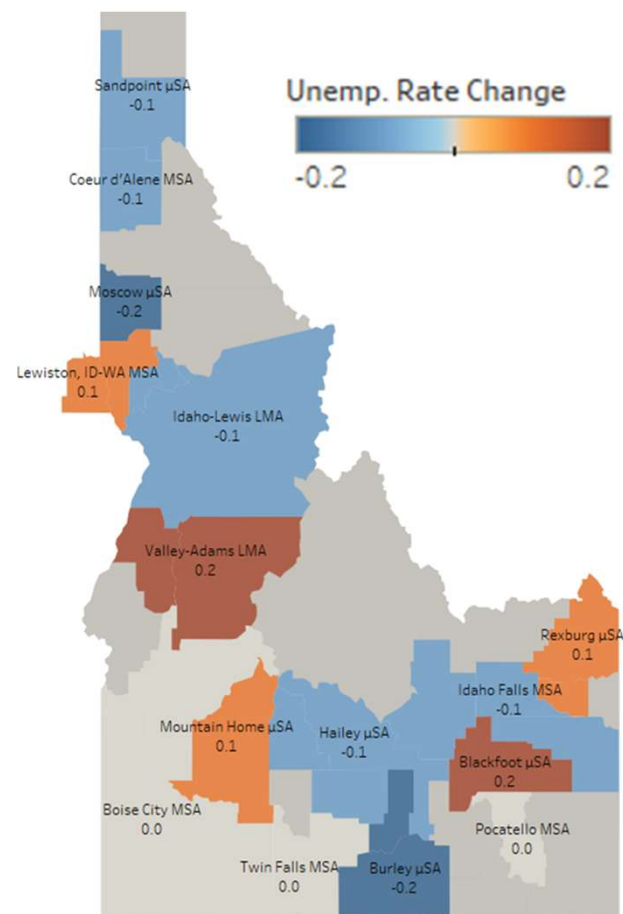 Unemp. Rate Change
-0.2 0.2
Sandpoint µSA
-0.1
Coeur d'Alene MSA
-0.1
Moscow µSA
-0.2
Lewiston, ID-WA MSA
0.1
Idaho-Lewis LMA
-0.1
Valley-Adams LMA
0.2
Rexburg µSA
0.1
Idaho Falls MSA
-0.1
Mountain Home µSA
0.1
Hailey µSA
-0.1
Blackfoot µSA
0.2
Boise City MSA
0.0
Pocatello MSA
0.0
Twin Falls MSA
0.0
Burley µSA
-0.2